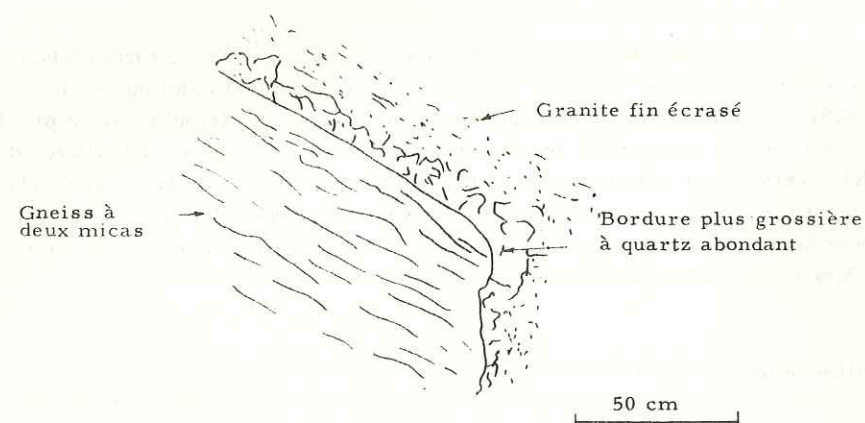 Granite fin écrasé
Gneiss à
deux micas
Bordure plus grossière
à quartz abondant
50 cm